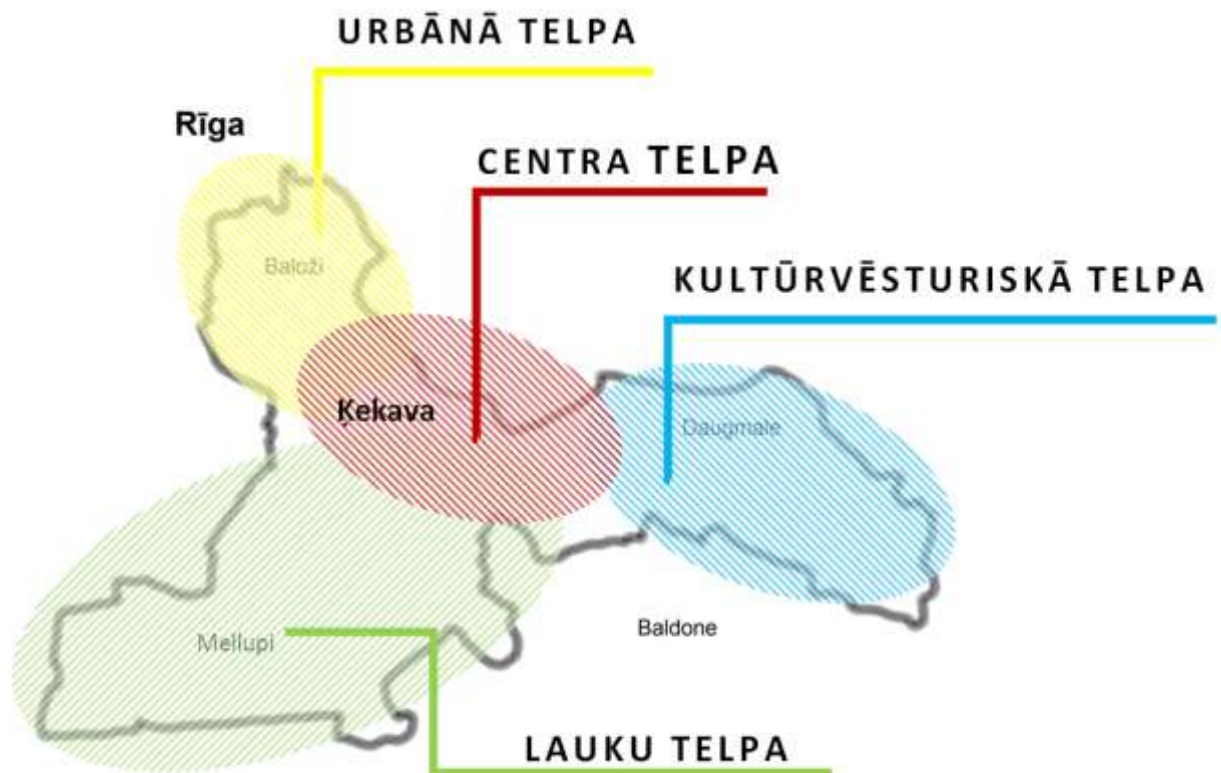 URBĀNĀ TELPA
Rīga
CENTRA TELPA
Baloži
KULTŪRVĒSTURISKĀ TELPA
Ķekava
Daugmale
Baldone
Mellupi
LAUKU TELPA